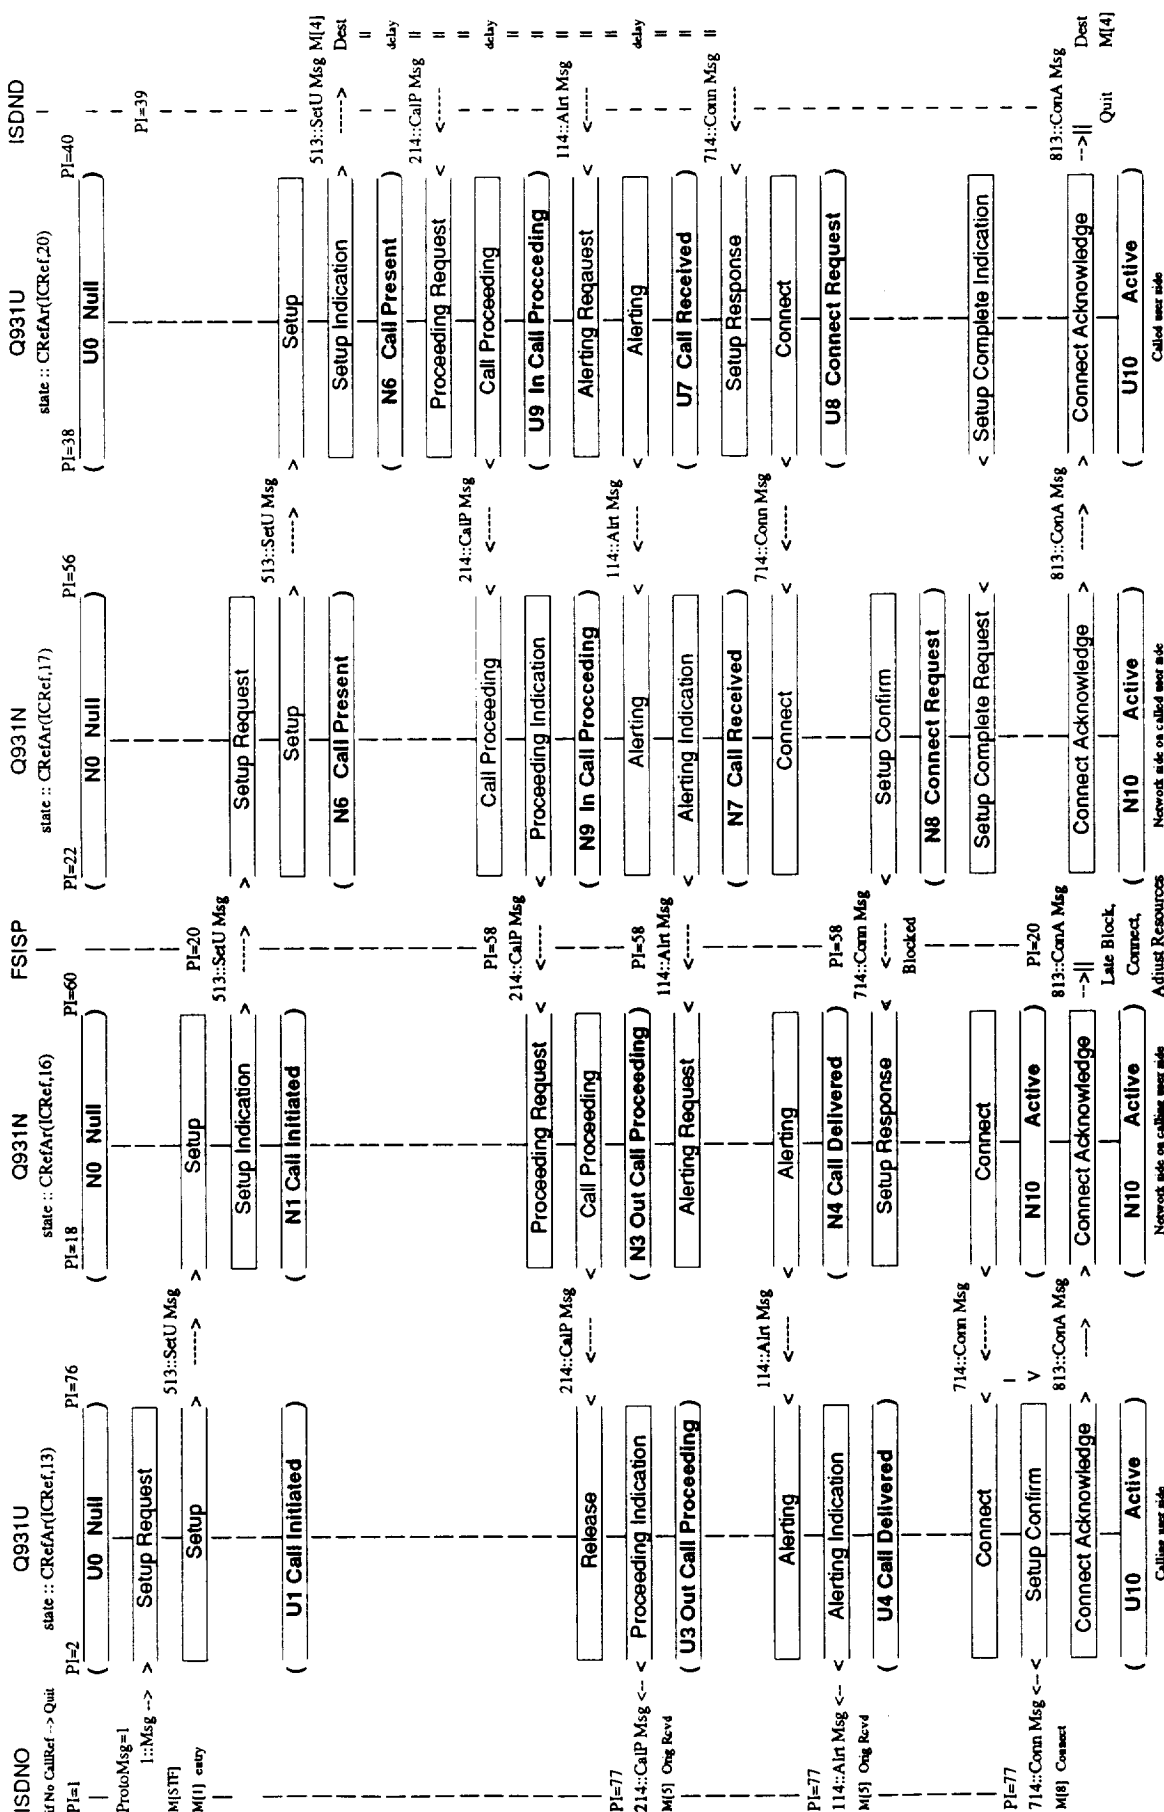 ISDNO Q931U Q931N FSISP Q931N Q931U ISDND
if No CallRef --> Quit state :: CRefAr(ICRef,13) state :: CRefAr(ICRef,16) state :: CRefAr(ICRef,17) state :: CRefAr(ICRef,20)
PI=1 PI=2 PI=76 PI=18 PI=60 PI=22 PI=56 PI=38 PI=40
( U0 Null ) ( N0 Null ) ( N0 Null ) ( U0 Null )
ProtoMsg=1 PI=39
1::Msg --> > Setup Request
M[STF] 513::SetU Msg PI=20
M[1] entry Setup > -----> > Setup
513::SetU Msg
Setup Indication > -----> > Setup Request
513::SetU Msg
( U1 Call Initiated ) ( N1 Call Initiated ) Setup > -----> > Setup
513::SetU Msg M[4]
( N6 Call Present ) Setup Indication > -----> Dest
||
( N6 Call Present ) delay
214::CalP Msg ||
Proceeding Request < <----- ||
214::CalP Msg
PI=58 Call Proceeding < <----- < Call Proceeding delay
214::CalP Msg ||
Proceeding Request < <----- < Proceeding Indication ( U9 In Call Procceding ) ||
214::CalP Msg 114::Alrt Msg ||
Release < <----- < Call Proceeding ( N9 In Call Procceding ) Alerting Reqauest < <----- ||
PI=77 114::Alrt Msg ||
214::CalP Msg <-- < Proceeding Indication ( N3 Out Call Proceeding ) PI=58 Alerting < <----- < Alerting delay
M[5] Orig Rcvd 114::Alrt Msg ||
( U3 Out Call Proceeding ) Alerting Request < <----- < Alerting Indication ( U7 Call Received ) ||
714::Conn Msg ||
( N7 Call Received ) Setup Response < <-----
114::Alrt Msg 714::Conn Msg
Alerting < <----- < Alerting Connect < <----- < Connect
PI=77
114::Alrt Msg <-- < Alerting Indication ( N4 Call Delivered ) PI=58 ( U8 Connect Request )
M[5] Orig Rcvd 714::Conn Msg
( U4 Call Delivered ) Setup Response < <----- < Setup Confirm
Blocked
( N8 Connect Request )
714::Conn Msg
Connect < <----- < Connect Setup Complete Request < < Setup Complete Indication
PI=77
714::Conn Msg <-- < Setup Confirm V ( N10 Active ) PI=20
M[8] Connect 813::ConA Msg 813::ConA Msg 813::ConA Msg 813::ConA Msg
Connect Acknowledge > ----> > Connect Acknowledge -->|| Connect Acknowledge > -----> > Connect Acknowledge -->|| Dest
Late Block, Quit M[4]
( U10 Active ) ( N10 Active ) Connect, ( N10 Active ) ( U10 Active )
Calling user side Network side on calling user side Adjust Resources Network side on called user side Called user side